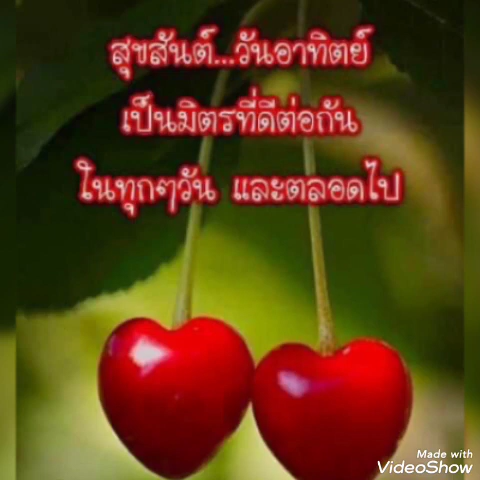 สุขสันต์...วันอาทิตย์
เป็นมิตรที่ดีต่อกัน
ในทุกๆวัน และตลอดไป
Made with
VideoShow